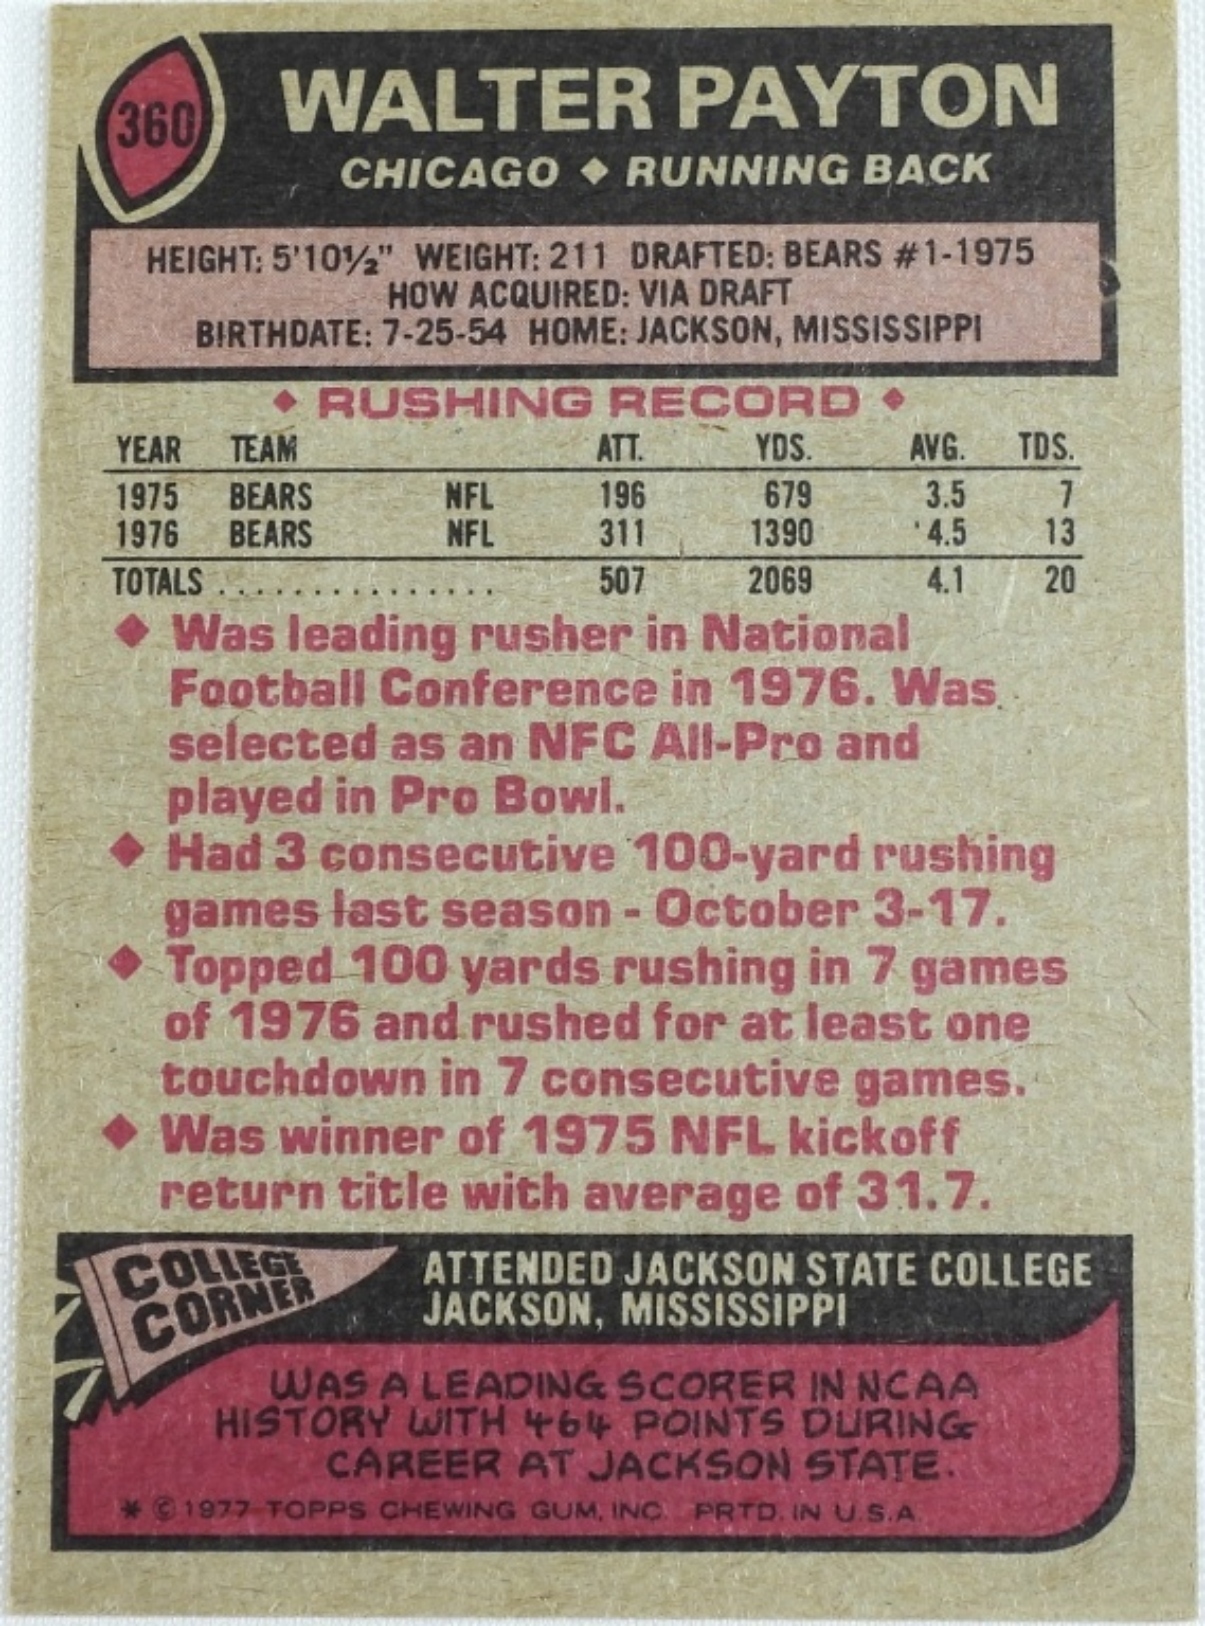 360
WALTER PAYTON
CHICAGO ◆ RUNNING BACK
HEIGHT: 5'10½" WEIGHT: 211 DRAFTED: BEARS #1-1975
HOW ACQUIRED: VIA DRAFT
BIRTHDATE: 7-25-54 HOME: JACKSON, MISSISSIPPI
◆ RUSHING RECORD ◆
YEAR TEAM ATT. YDS. AVG. TDS.
1975 BEARS NFL 196 679 3.5 7
1976 BEARS NFL 311 1390 4.5 13
TOTALS ............... 507 2069 4.1 20
◆ Was leading rusher in National
Football Conference in 1976. Was
selected as an NFC All-Pro and
played in Pro Bowl.
◆ Had 3 consecutive 100-yard rushing
games last season - October 3-17.
◆ Topped 100 yards rushing in 7 games
of 1976 and rushed for at least one
touchdown in 7 consecutive games.
◆ Was winner of 1975 NFL kickoff
return title with average of 31.7.
COLLEGE
CORNER
ATTENDED JACKSON STATE COLLEGE
JACKSON, MISSISSIPPI
WAS A LEADING SCORER IN NCAA
HISTORY WITH 464 POINTS DURING
CAREER AT JACKSON STATE.
* © 1977 TOPPS CHEWING GUM, INC. PRTD. IN U.S.A.